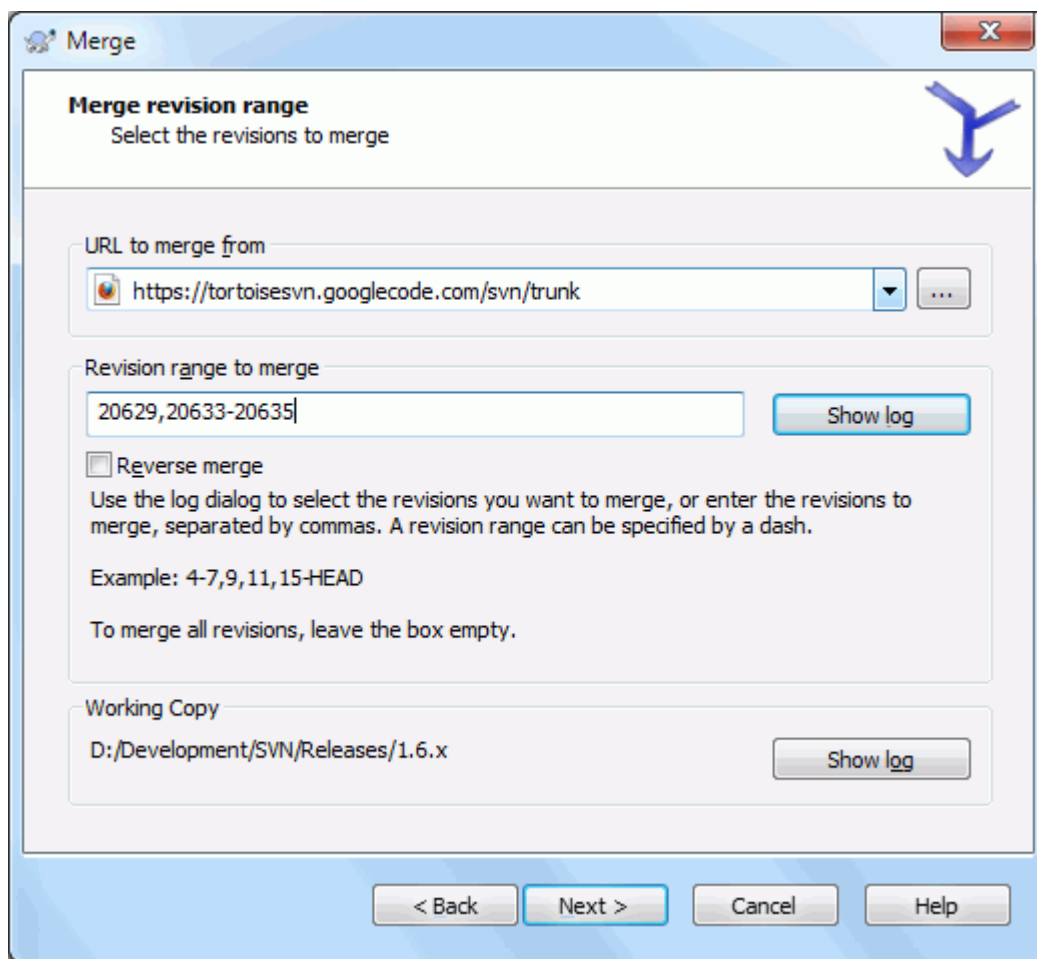 Merge
Merge revision range
Select the revisions to merge
URL to merge from
https://tortoisesvn.googlecode.com/svn/trunk
...
Revision range to merge
20629,20633-20635
Show log
Reverse merge
Use the log dialog to select the revisions you want to merge, or enter the revisions to
merge, separated by commas. A revision range can be specified by a dash.
Example: 4-7,9,11,15-HEAD
To merge all revisions, leave the box empty.
Working Copy
D:/Development/SVN/Releases/1.6.x
Show log
< Back
Next >
Cancel
Help